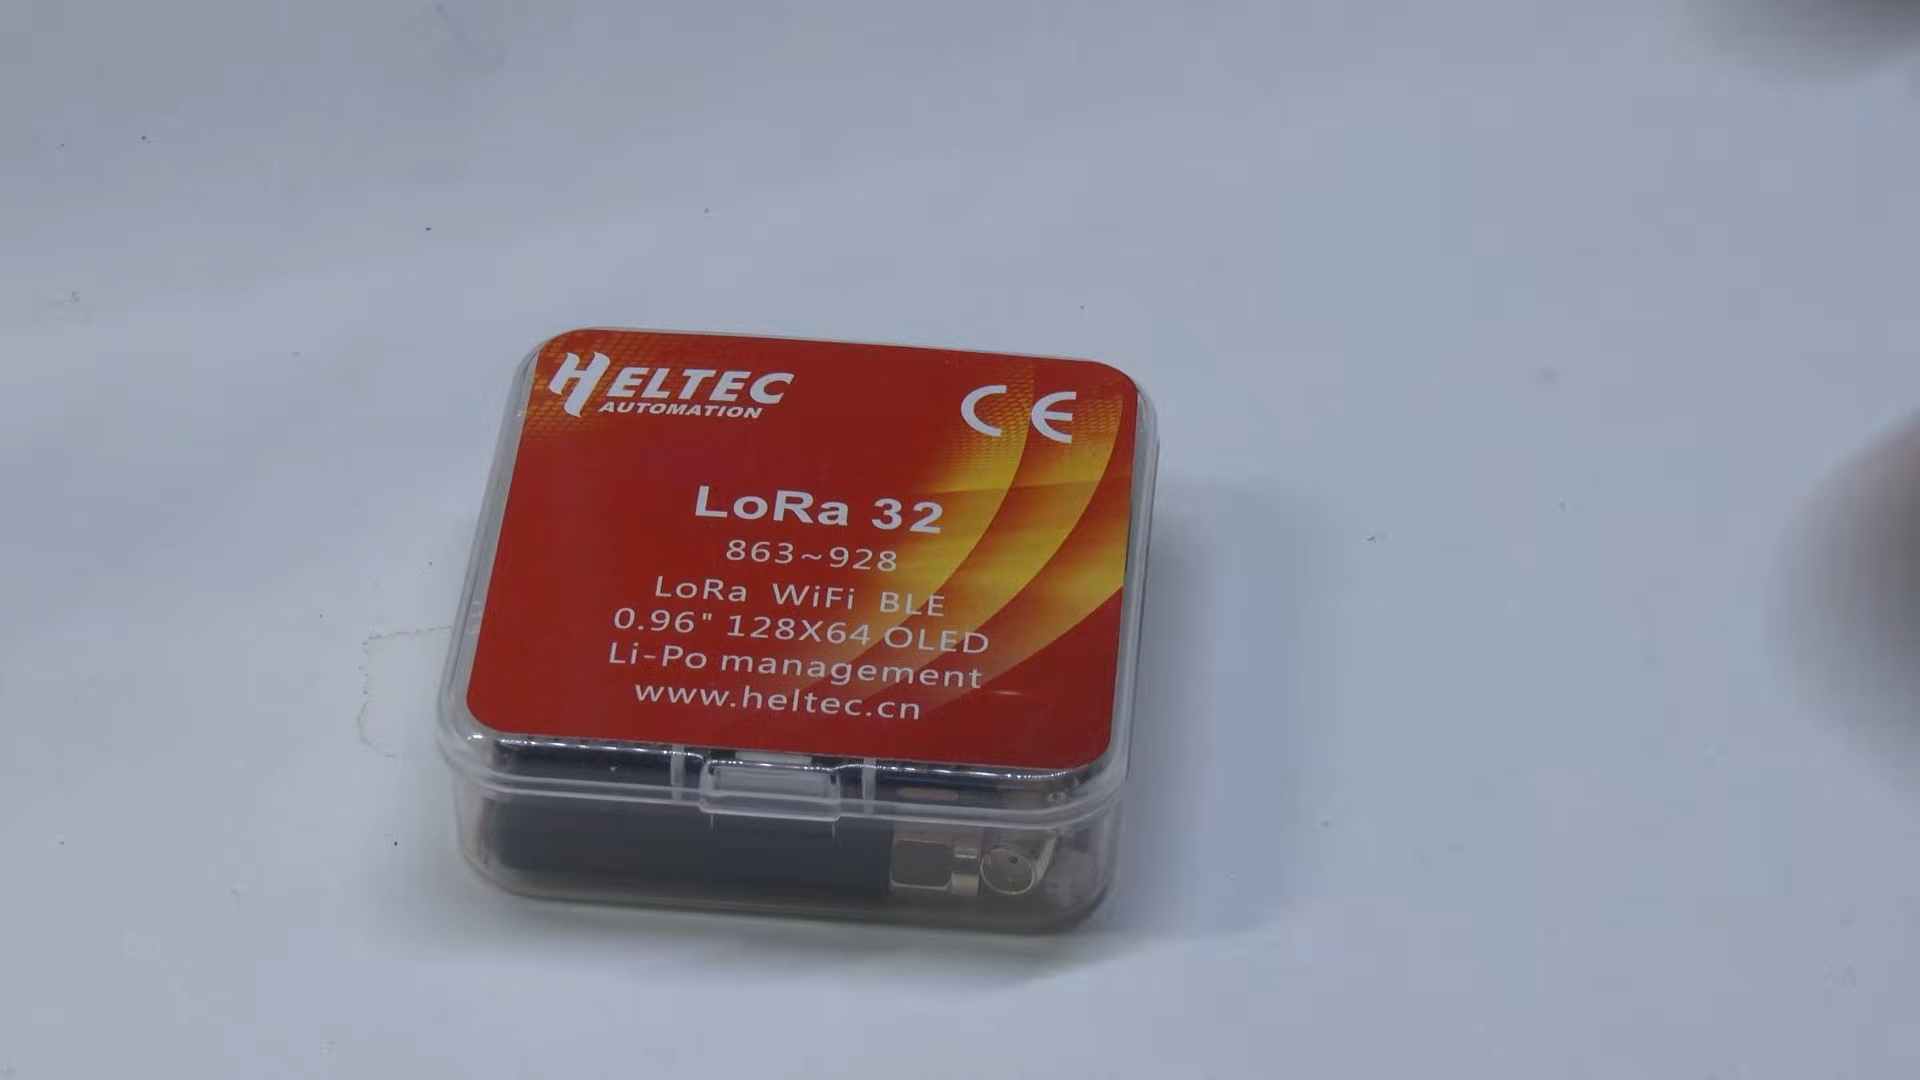 HELTEC
AUTOMATION
CE
LoRa 32
863~928
LoRa WiFi BLE
0.96" 128X64 OLED
Li-Po management
www.heltec.cn